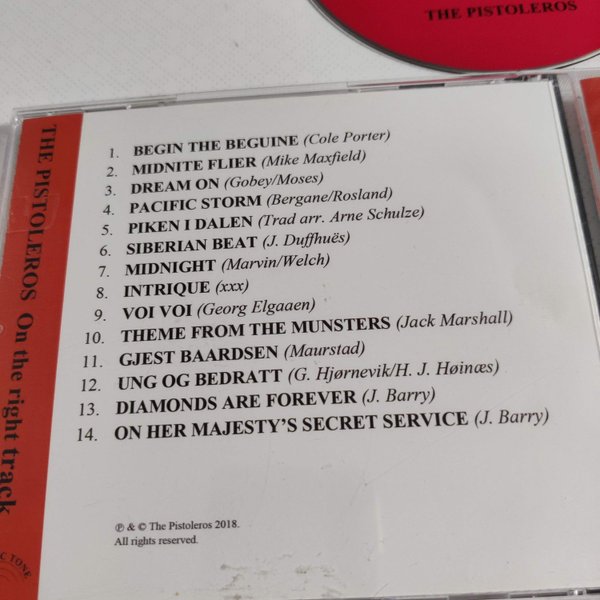 THE PISTOLEROS
THE PISTOLEROS On the right track
1. BEGIN THE BEGUINE (Cole Porter)
2. MIDNITE FLIER (Mike Maxfield)
3. DREAM ON (Gobey/Moses)
4. PACIFIC STORM (Bergane/Rosland)
5. PIKEN I DALEN (Trad arr. Arne Schulze)
6. SIBERIAN BEAT (J. Duffhuës)
7. MIDNIGHT (Marvin/Welch)
8. INTRIQUE (xxx)
9. VOI VOI (Georg Elgaaen)
10. THEME FROM THE MUNSTERS (Jack Marshall)
11. GJEST BAARDSEN (Maurstad)
12. UNG OG BEDRATT (G. Hjørnevik/H. J. Høinæs)
13. DIAMONDS ARE FOREVER (J. Barry)
14. ON HER MAJESTY'S SECRET SERVICE (J. Barry)
℗ & © The Pistoleros 2018.
All rights reserved.
TONE